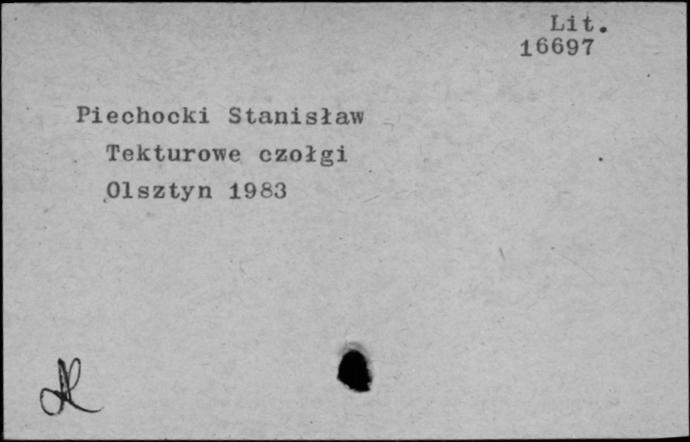 Lit.
16697
Piechocki Stanisław
Tekturowe czołgi
Olsztyn 1983